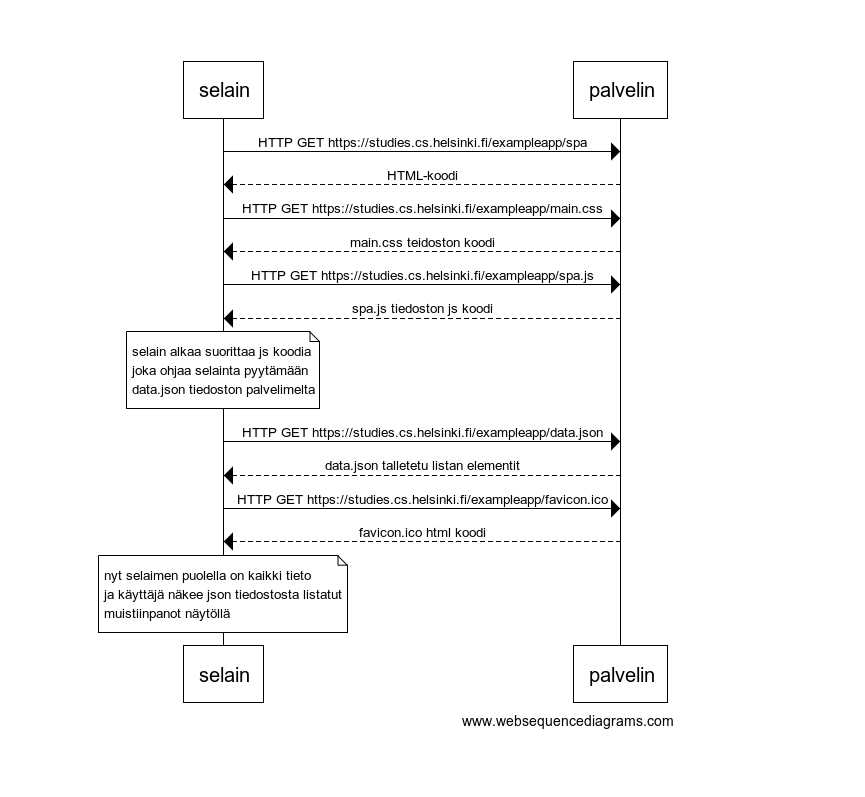 selain
palvelin
HTTP GET https://studies.cs.helsinki.fi/exampleapp/spa
HTML-koodi
HTTP GET https://studies.cs.helsinki.fi/exampleapp/main.css
main.css teidoston koodi
HTTP GET https://studies.cs.helsinki.fi/exampleapp/spa.js
spa.js tiedoston js koodi
selain alkaa suorittaa js koodia
joka ohjaa selainta pyytämään
data.json tiedoston palvelimelta
HTTP GET https://studies.cs.helsinki.fi/exampleapp/data.json
data.json talletetu listan elementit
HTTP GET https://studies.cs.helsinki.fi/exampleapp/favicon.ico
favicon.ico html koodi
nyt selaimen puolella on kaikki tieto
ja käyttäjä näkee json tiedostosta listatut
muistiinpanot näytöllä
selain
palvelin
www.websequencediagrams.com